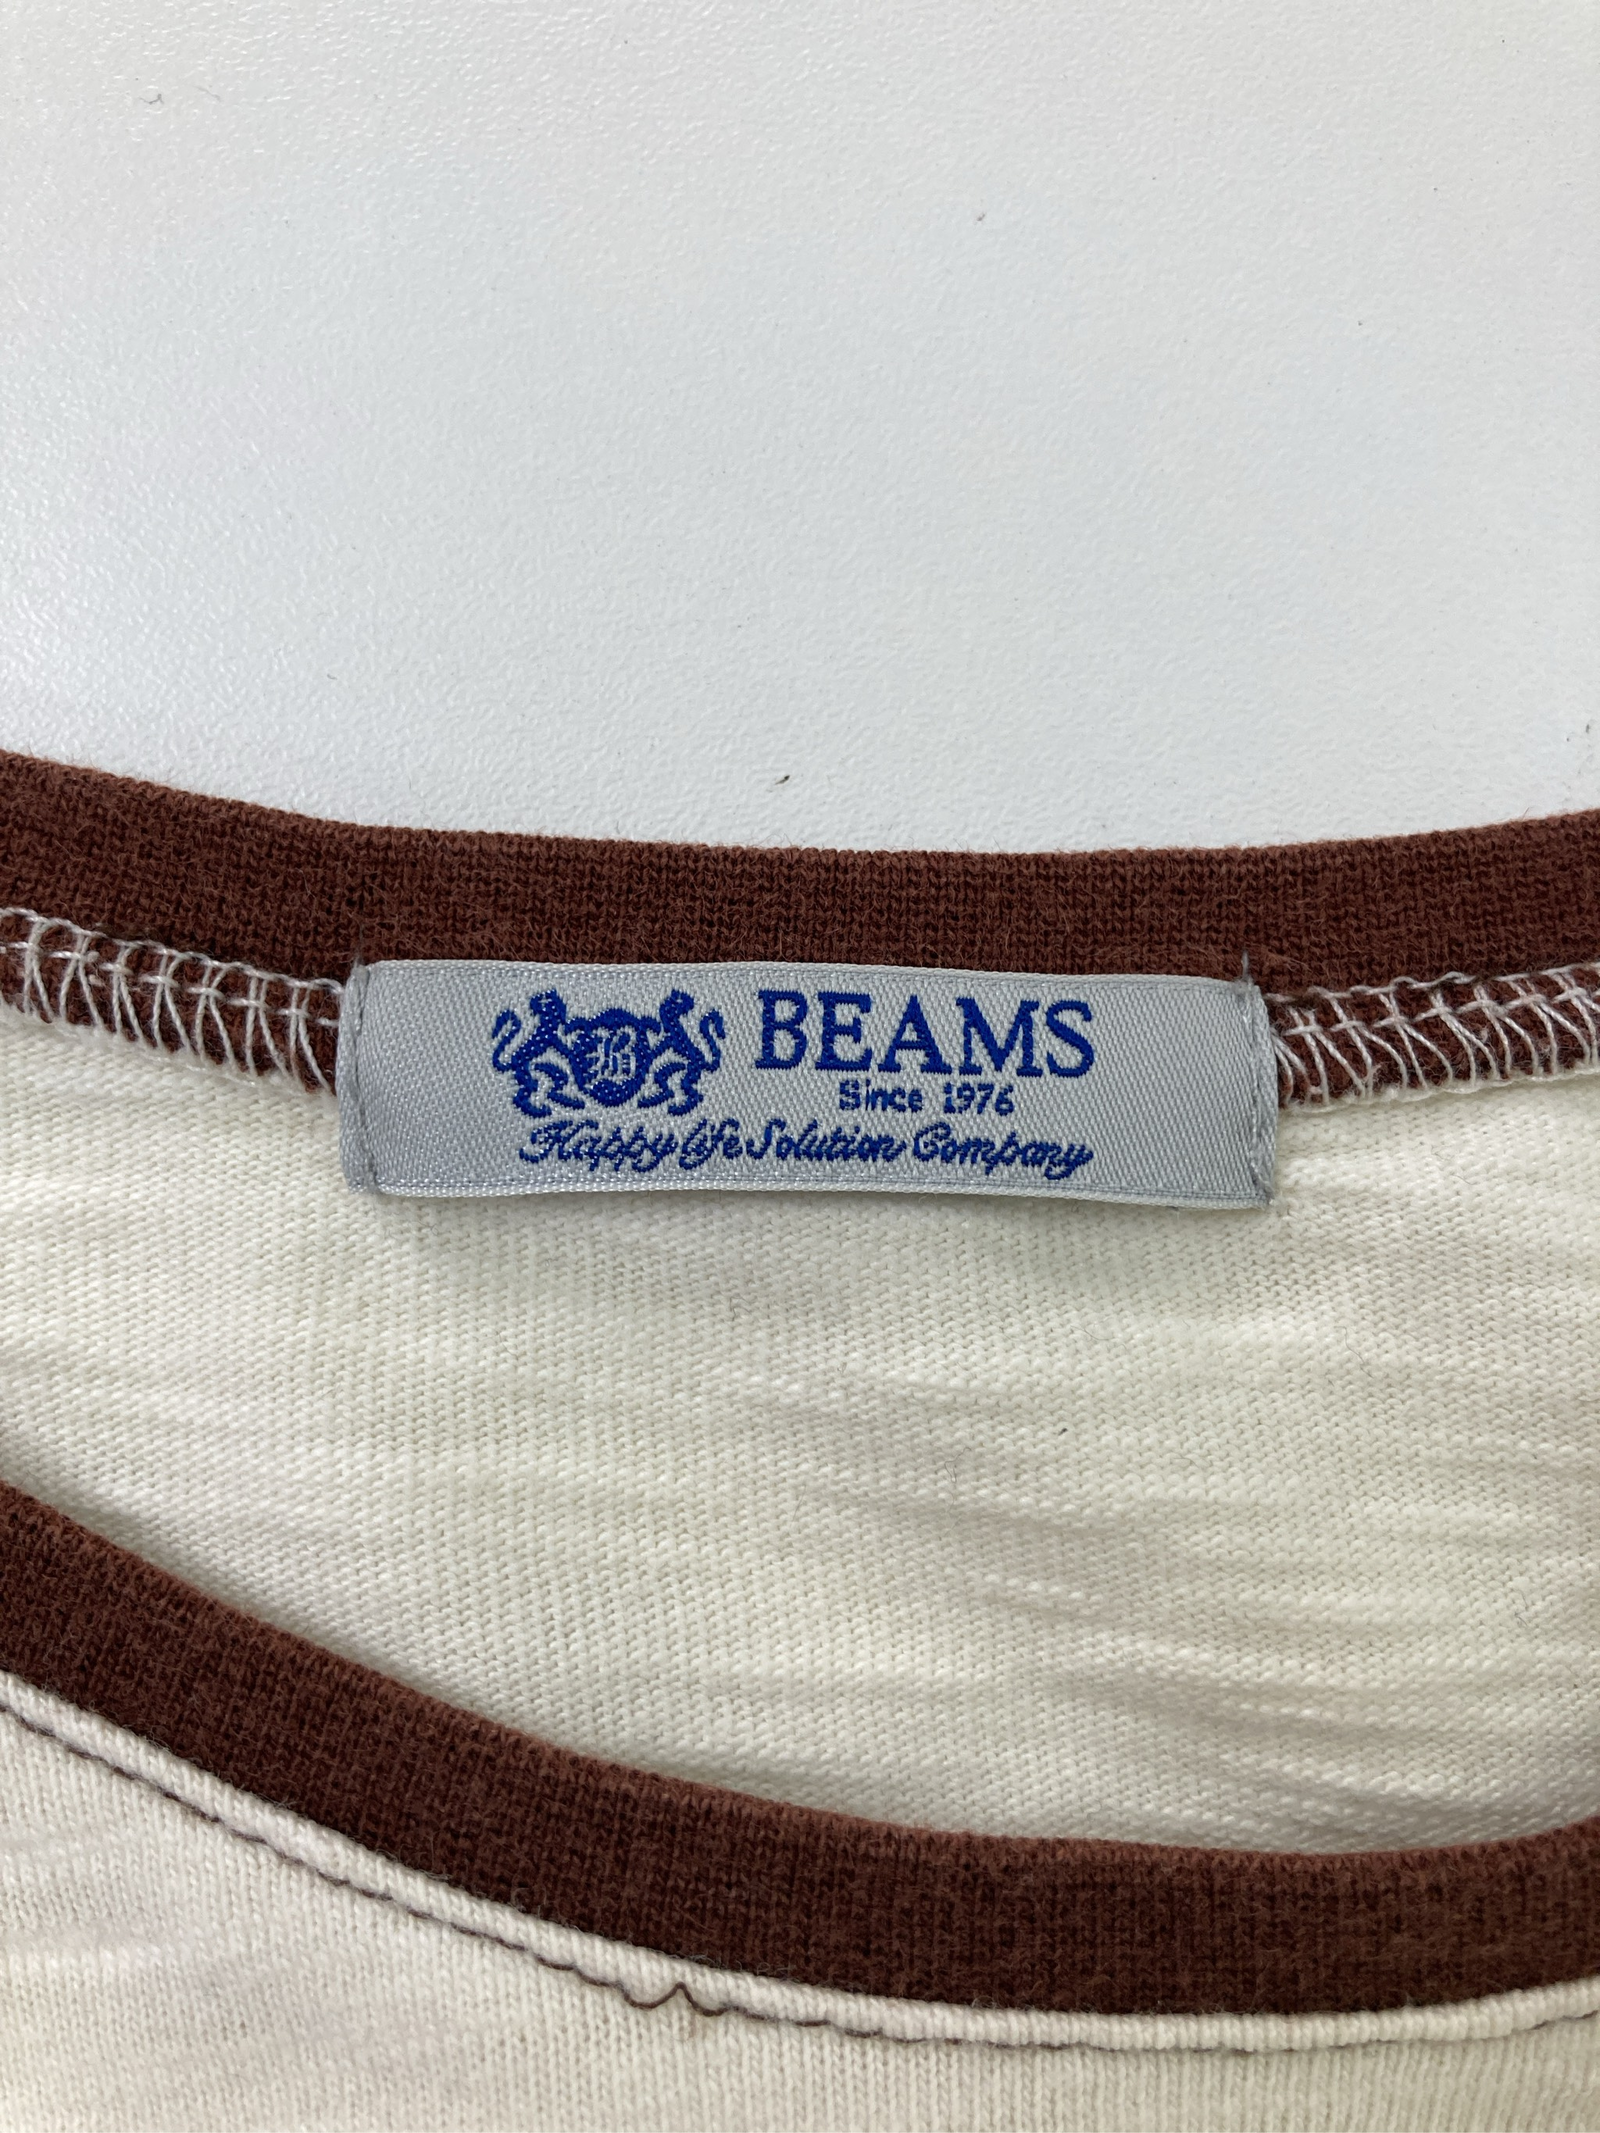 BEAMS
Since 1976
Happy life Solution Company